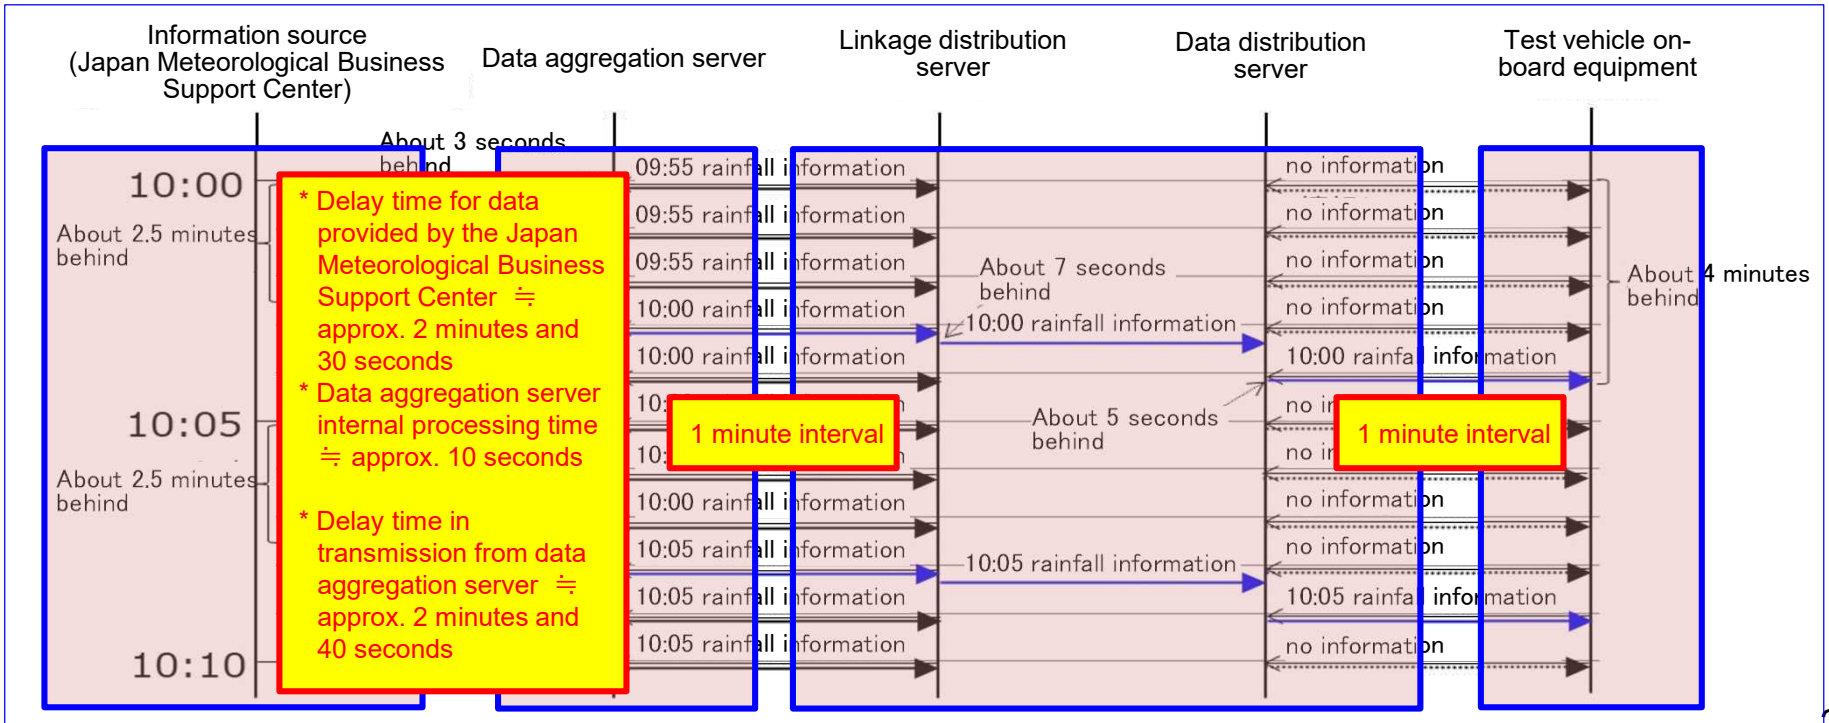 Information source
(Japan Meteorological Business
Support Center)
Data aggregation server
Linkage distribution
server
Data distribution
server
Test vehicle on-
board equipment
About 3 seconds
behind
10:00
About 2.5 minutes
behind
10:05
About 2.5 minutes
behind
10:10
* Delay time for data
provided by the Japan
Meteorological Business
Support Center ≒
approx. 2 minutes and
30 seconds
* Data aggregation server
internal processing time
≒ approx. 10 seconds
* Delay time in
transmission from data
aggregation server ≒
approx. 2 minutes and
40 seconds
09:55 rainfall information
09:55 rainfall information
09:55 rainfall information
10:00 rainfall information
10:00 rainfall information
1 minute interval
10:00 rainfall information
10:05 rainfall information
10:05 rainfall information
10:05 rainfall information
About 7 seconds
behind
10:00 rainfall information
About 5 seconds
behind
10:05 rainfall information
no information
no information
no information
no information
10:00 rainfall information
1 minute interval
no information
no information
10:05 rainfall information
no information
About 4 minutes
behind